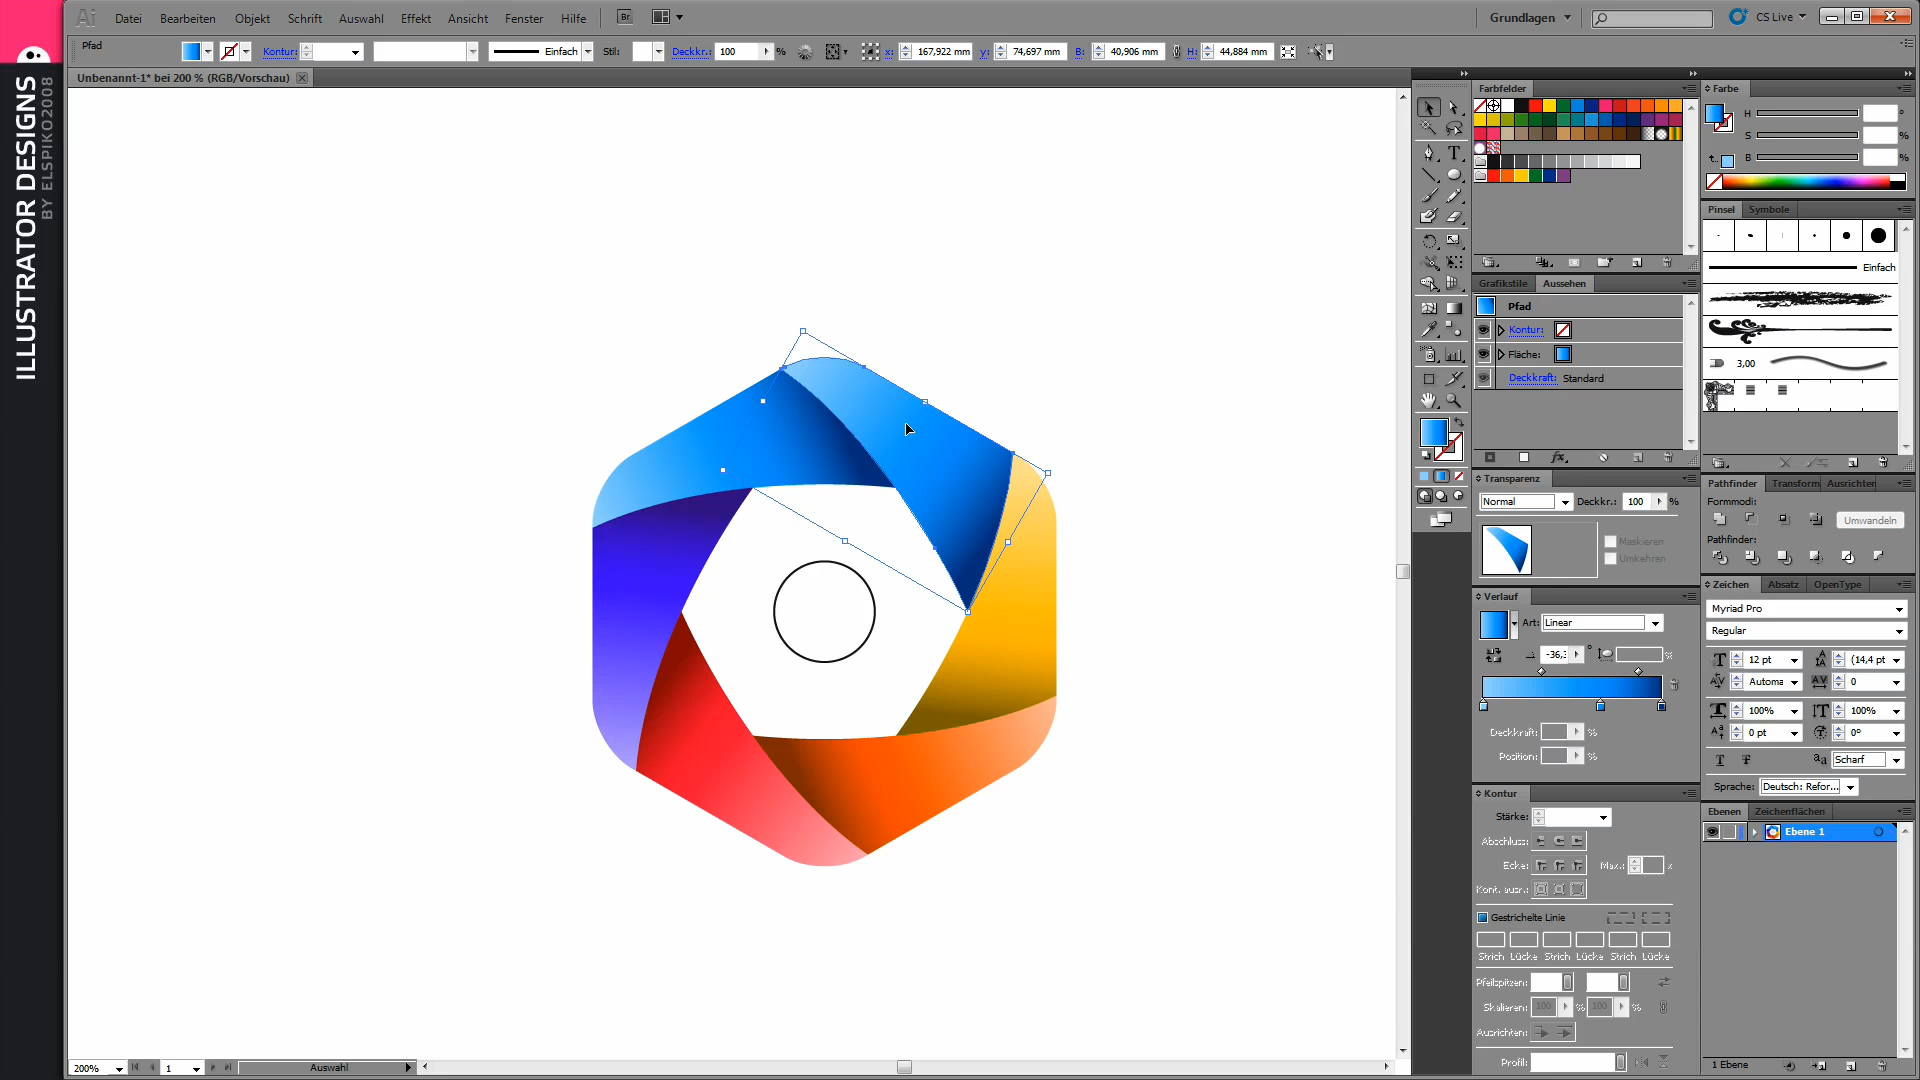 ILLUSTRATOR DESIGNS
BY ELSPIKO2008
Ai Datei Bearbeiten Objekt Schrift Auswahl Effekt Ansicht Fenster Hilfe Br Grundlagen CS Live
Pfad Kontur: Einfach Stil: Deckkr.: 100 % x: 167,922 mm y: 74,697 mm B: 40,906 mm H: 44,884 mm
Unbenannt-1* bei 200 % (RGB/Vorschau)
Farbfelder
Grafikstile Aussehen
Pfad
Kontur:
Fläche:
Deckkraft: Standard
fx
Transparenz
Normal Deckkr.: 100 %
Maskieren
Umkehren
Verlauf
Art: Linear
-36,3 ° %
Deckkraft: %
Position: %
Kontur
Stärke:
Abschluss:
Ecke: Max.: x
Kont. ausr.:
Gestrichelte Linie
Strich Lücke Strich Lücke Strich Lücke
Pfeilspitzen:
Skalieren: 100 % 100 %
Ausrichten:
Profil:
Farbe
H °
S %
B %
Pinsel Symbole
Einfach
3,00
Pathfinder Transform Ausrichten
Formmodi:
Umwandeln
Pathfinder:
Zeichen Absatz OpenType
Myriad Pro
Regular
12 pt (14,4 pt
Automa 0
100% 100%
0 pt 0°
Scharf
Sprache: Deutsch: Refor...
Ebenen Zeichenflächen
Ebene 1
1 Ebene
200% 1 Auswahl